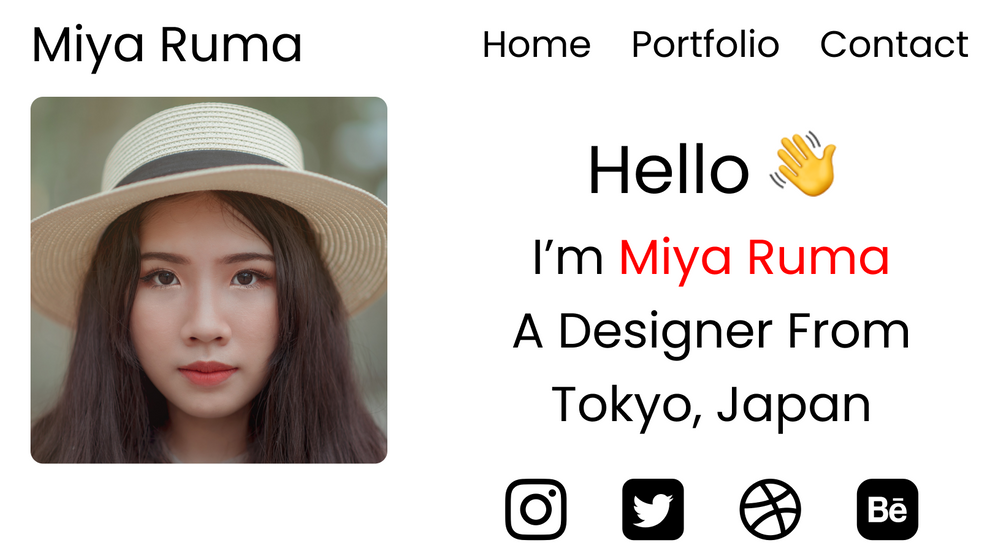 Miya Ruma
Home Portfolio Contact
Hello 👋
I’m Miya Ruma
A Designer From
Tokyo, Japan
Bē